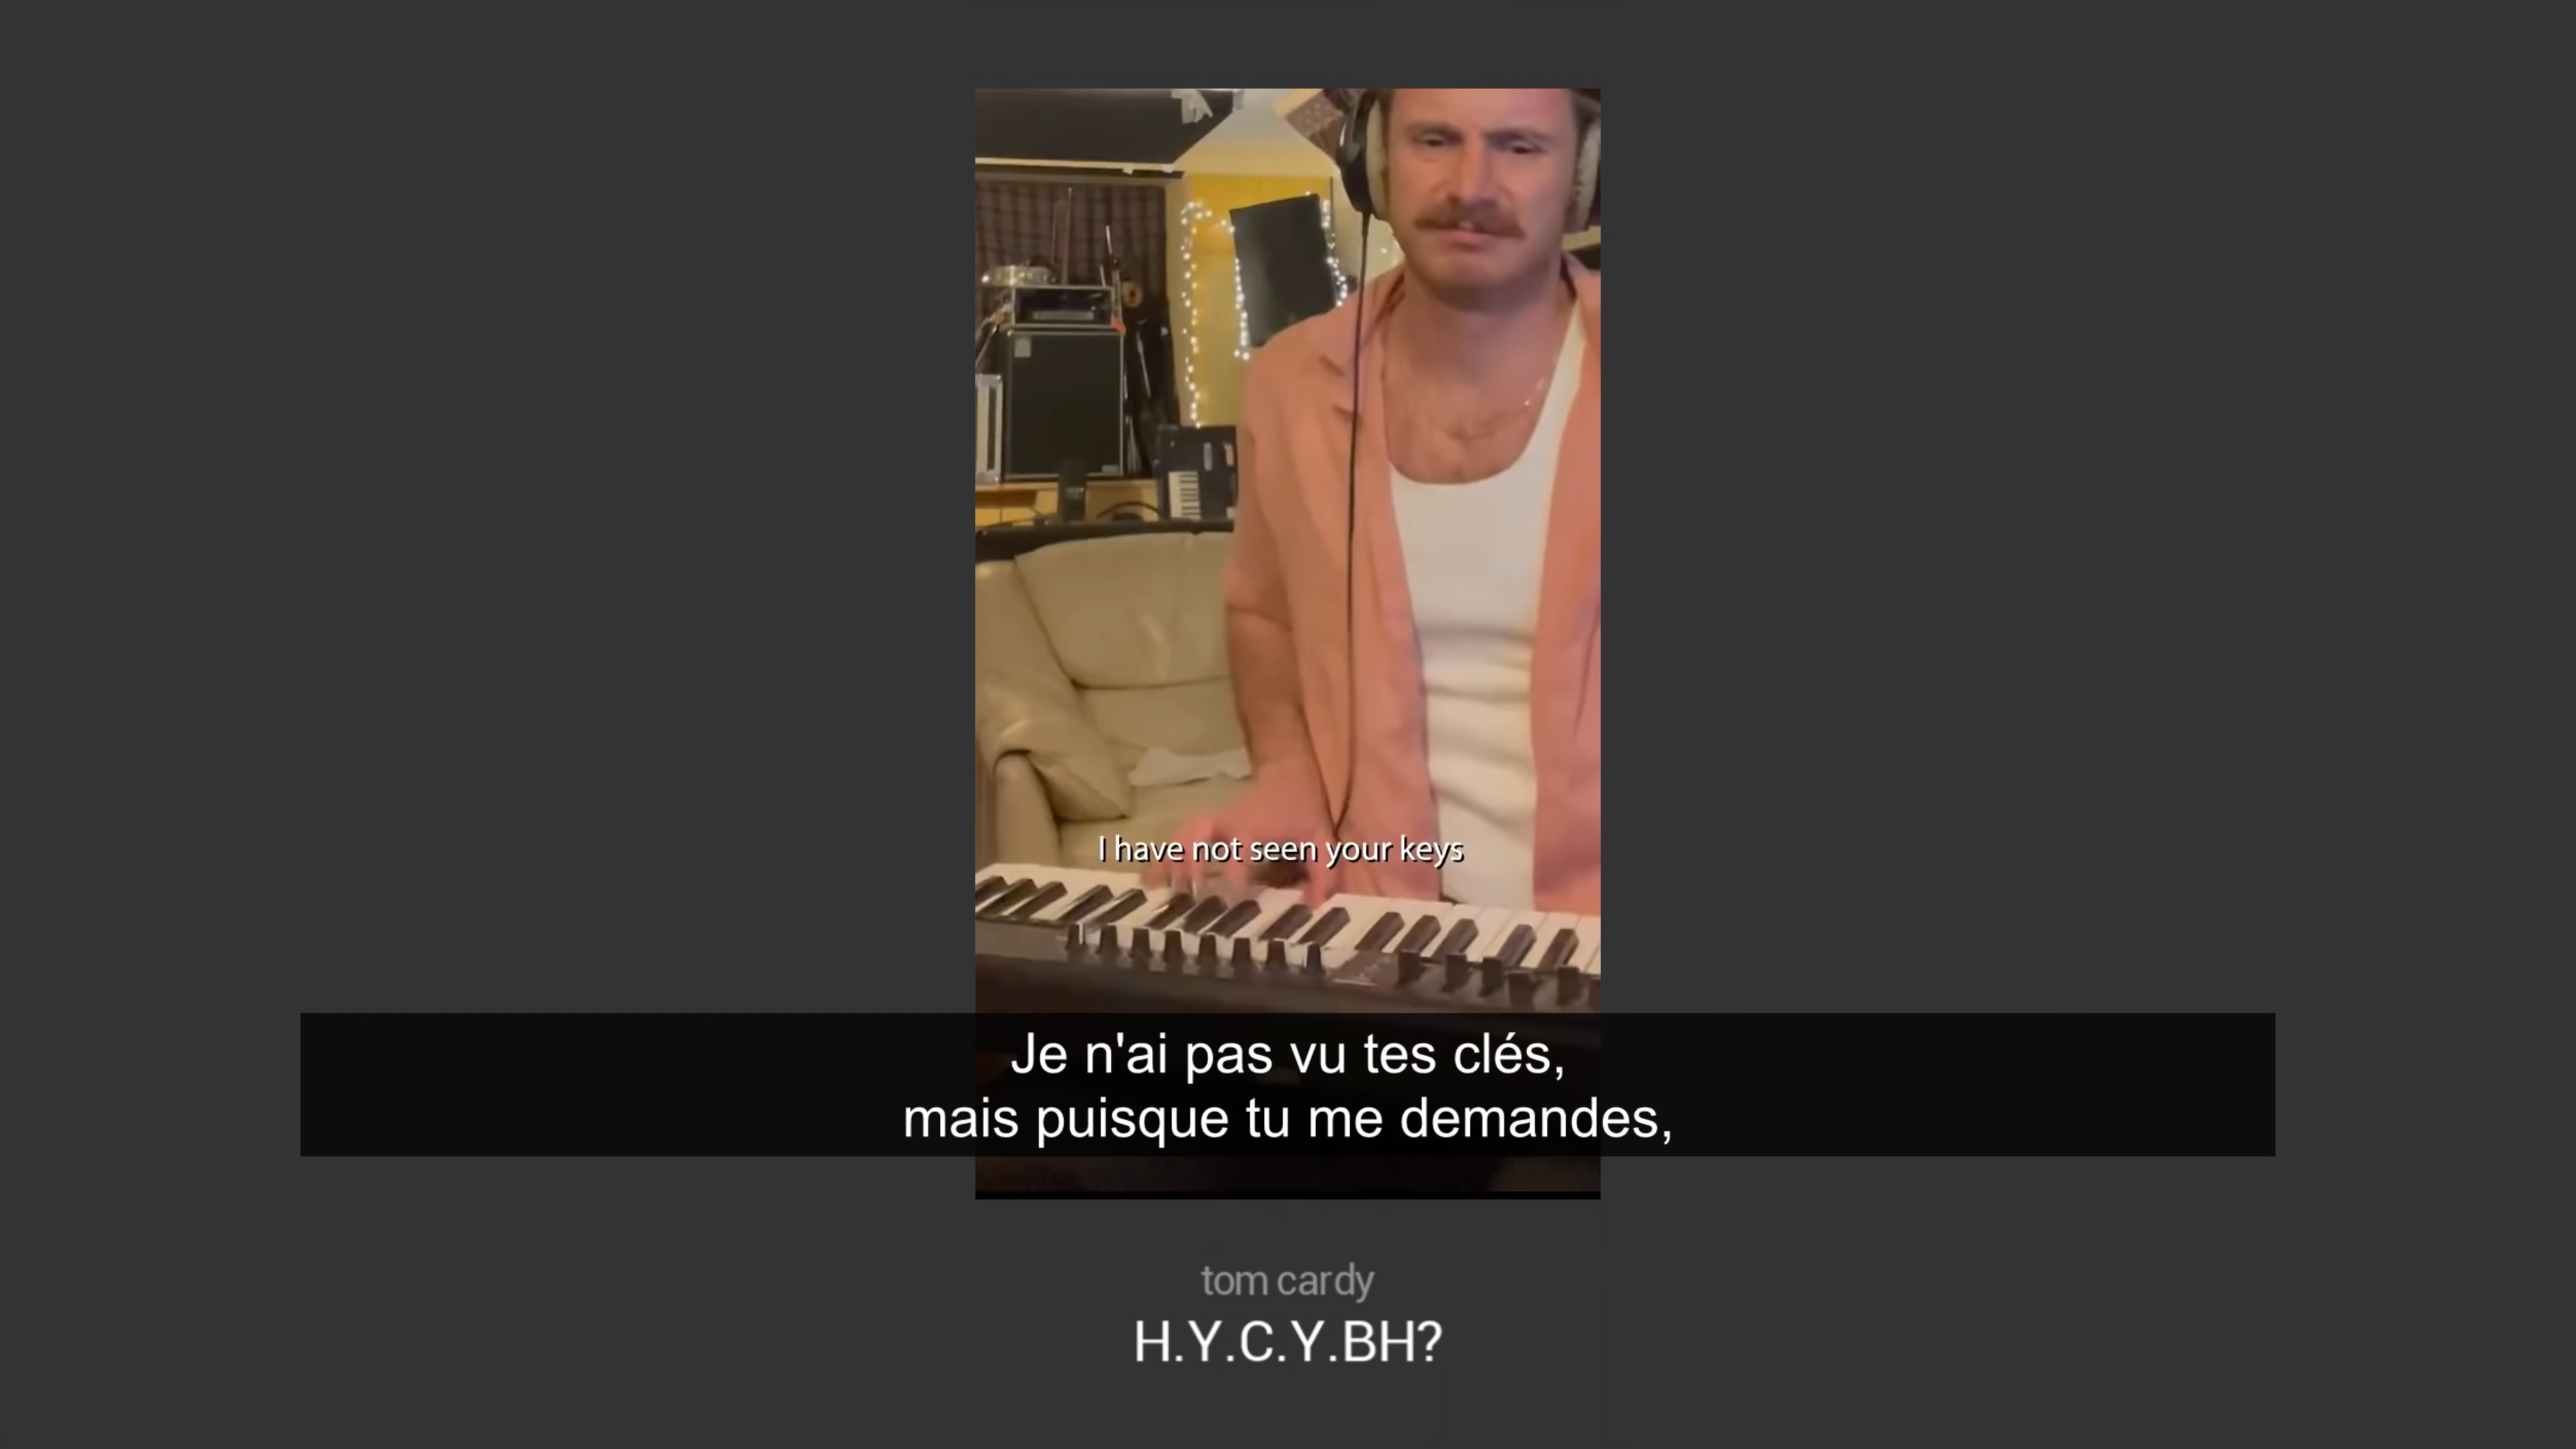 I have not seen your keys
Je n'ai pas vu tes clés,
mais puisque tu me demandes,
tom cardy
H.Y.C.Y.BH?